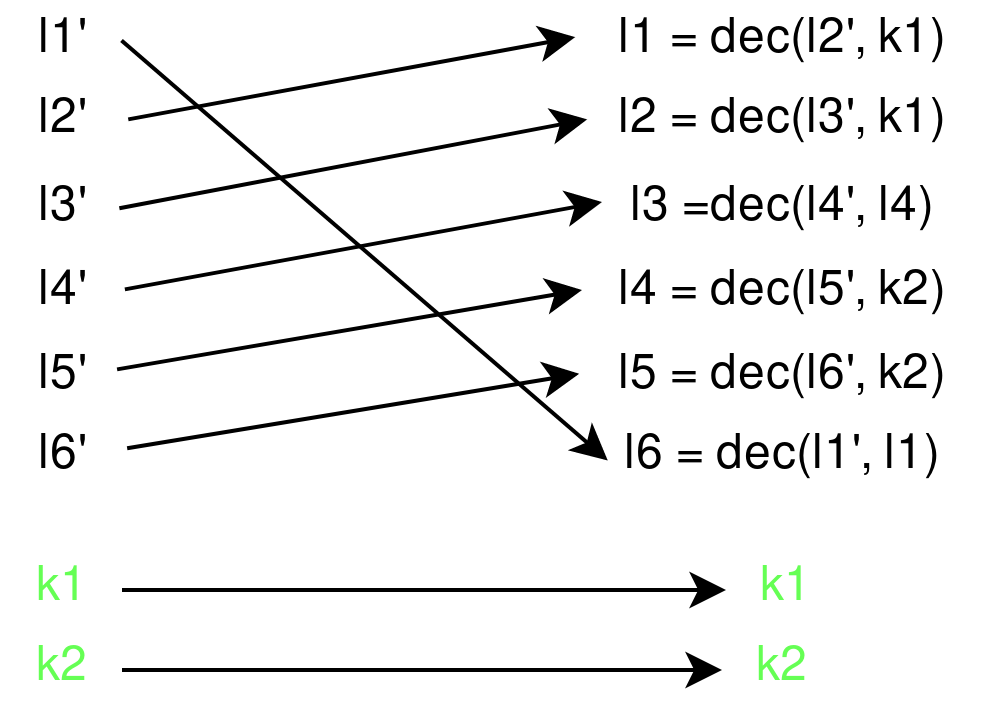 l1' l1 = dec(l2', k1)
l2' l2 = dec(l3', k1)
l3' l3 =dec(l4', l4)
l4' l4 = dec(l5', k2)
l5' l5 = dec(l6', k2)
l6' l6 = dec(l1', l1)
k1 k1
k2 k2